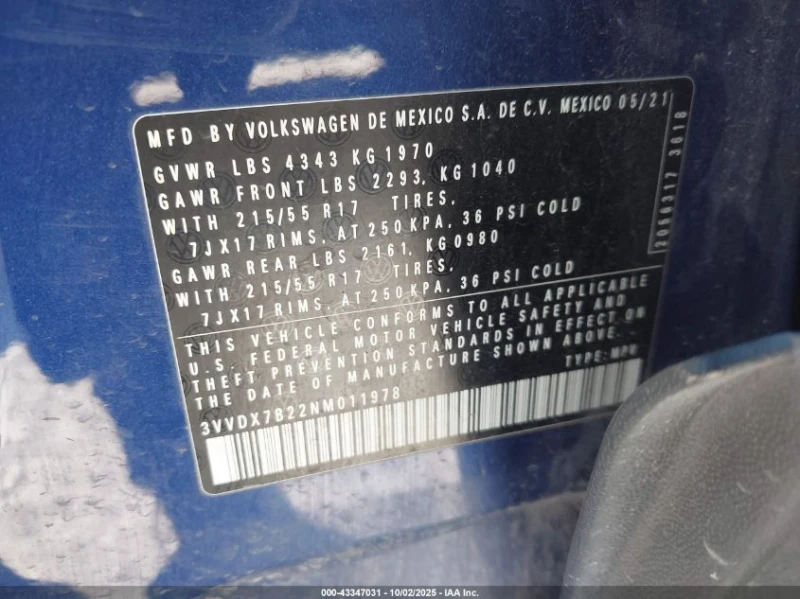 MFD BY VOLKSWAGEN DE MEXICO S.A. DE C.V. MEXICO 05/21
GVWR LBS 4343 KG 1970
GAWR FRONT LBS 2293, KG 1040
WITH 215/55 R17 TIRES,
7JX17 RIMS, AT 250 KPA, 36 PSI COLD
GAWR REAR LBS 2161, KG 0980
WITH 215/55 R17 TIRES,
7JX17 RIMS, AT 250 KPA, 36 PSI COLD
THIS VEHICLE CONFORMS TO ALL APPLICABLE
U.S. FEDERAL MOTOR VEHICLE SAFETY AND
THEFT PREVENTION STANDARDS IN EFFECT ON
THE DATE OF MANUFACTURE SHOWN ABOVE.
3VVDX7B22NM011978 TYPE: MPV
2066317 3618
000-43347031 - 10/02/2025 - IAA Inc.